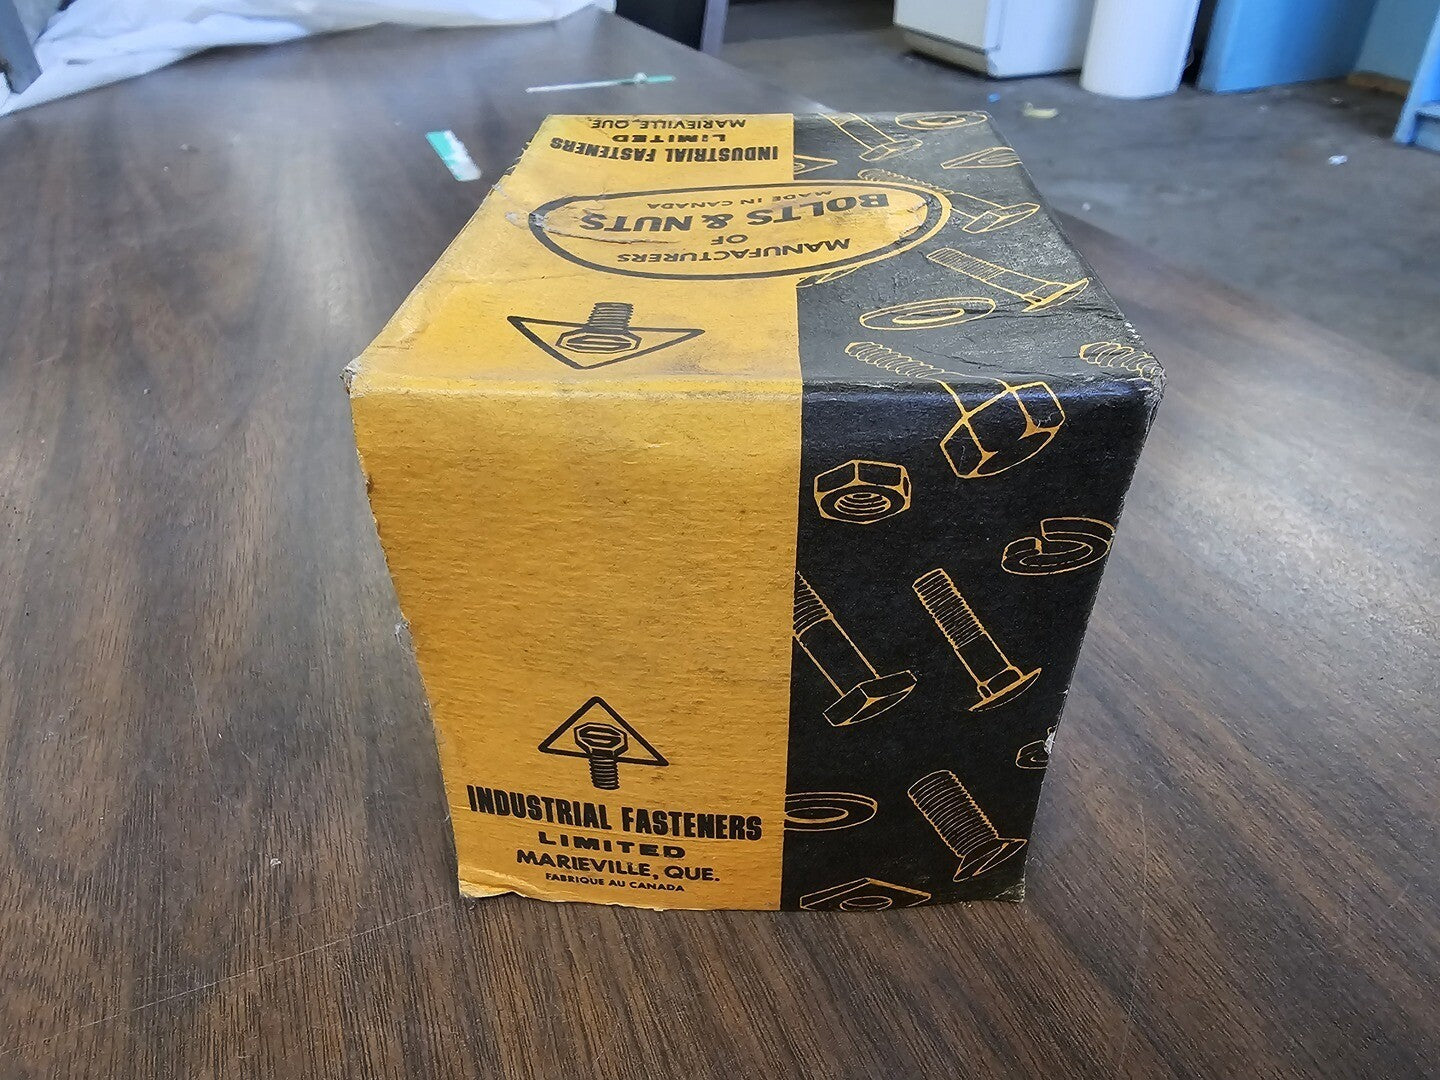 INDUSTRIAL FASTENERS
LIMITED
MARIEVILLE, QUE.
MANUFACTURERS
OF
BOLTS & NUTS
MADE IN CANADA
INDUSTRIAL FASTENERS
LIMITED
MARIEVILLE, QUE.
FABRIQUE AU CANADA